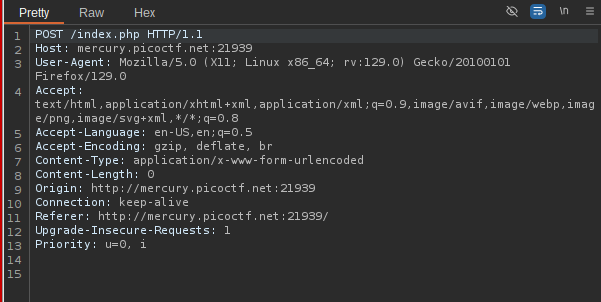 Pretty Raw Hex \n
1 POST /index.php HTTP/1.1
2 Host: mercury.picoctf.net:21939
3 User-Agent: Mozilla/5.0 (X11; Linux x86_64; rv:129.0) Gecko/20100101
Firefox/129.0
4 Accept:
text/html,application/xhtml+xml,application/xml;q=0.9,image/avif,image/webp,imag
e/png,image/svg+xml,*/*;q=0.8
5 Accept-Language: en-US,en;q=0.5
6 Accept-Encoding: gzip, deflate, br
7 Content-Type: application/x-www-form-urlencoded
8 Content-Length: 0
9 Origin: http://mercury.picoctf.net:21939
10 Connection: keep-alive
11 Referer: http://mercury.picoctf.net:21939/
12 Upgrade-Insecure-Requests: 1
13 Priority: u=0, i
14
15